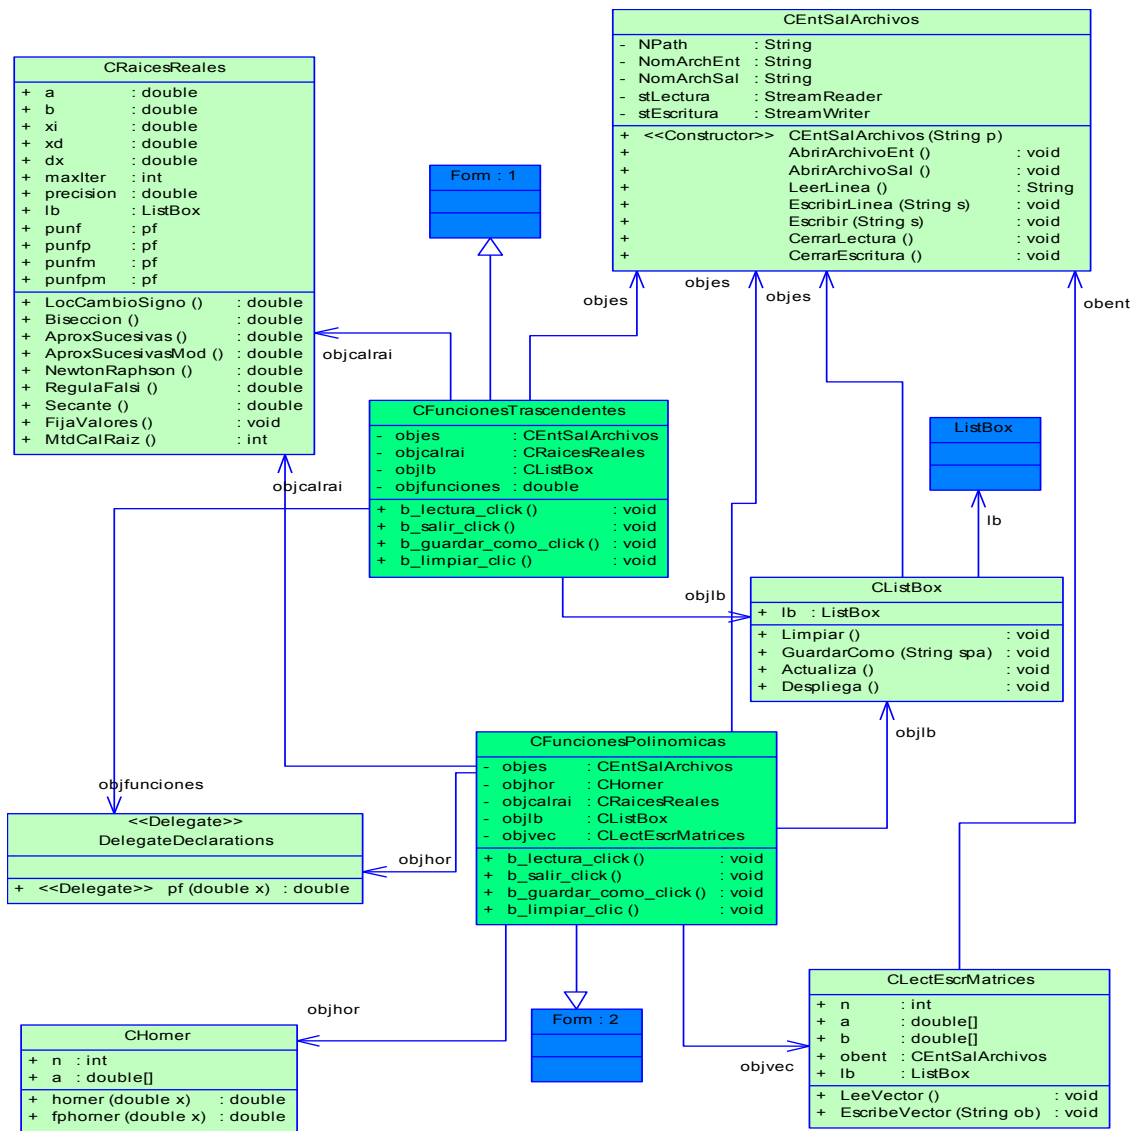 CEntSalArchivos
- NPath : String
- NomArchEnt : String
- NomArchSal : String
- stLectura : StreamReader
- stEscritura : StreamWriter
+ <<Constructor>> CEntSalArchivos (String p)
+ AbrirArchivoEnt () : void
+ AbrirArchivoSal () : void
+ LeerLinea () : String
+ EscribirLinea (String s) : void
+ Escribir (String s) : void
+ CerrarLectura () : void
+ CerrarEscritura () : void
CRaicesReales
+ a : double
+ b : double
+ xi : double
+ xd : double
+ dx : double
+ maxIter : int
+ precision : double
+ lb : ListBox
+ punf : pf
+ punfp : pf
+ punfm : pf
+ punfpm : pf
+ LocCambioSigno () : double
+ Biseccion () : double
+ AproxSucesivas () : double
+ AproxSucesivasMod () : double
+ NewtonRaphson () : double
+ RegulaFalsi () : double
+ Secante () : double
+ FijaValores () : void
+ MtdCalRaiz () : int
Form : 1
objes
objes
objes
obent
objcalrai
CFuncionesTrascendentes
- objes : CEntSalArchivos
- objcalrai : CRaicesReales
- objlb : CListBox
- objfunciones : double
+ b_lectura_click () : void
+ b_salir_click () : void
+ b_guardar_como_click () : void
+ b_limpiar_clic () : void
ListBox
lb
objcalrai
objlb
CListBox
+ lb : ListBox
+ Limpiar () : void
+ GuardarComo (String spa) : void
+ Actualiza () : void
+ Despliega () : void
objlb
CFuncionesPolinomicas
- objes : CEntSalArchivos
- objhor : CHorner
- objcalrai : CRaicesReales
- objlb : CListBox
- objvec : CLectEscrMatrices
+ b_lectura_click () : void
+ b_salir_click () : void
+ b_guardar_como_click () : void
+ b_limpiar_clic () : void
objfunciones
<<Delegate>>
DelegateDeclarations
+ <<Delegate>> pf (double x) : double
objhor
objhor
CHorner
+ n : int
+ a : double[]
+ horner (double x) : double
+ fphorner (double x) : double
Form : 2
objvec
CLectEscrMatrices
+ n : int
+ a : double[]
+ b : double[]
+ obent : CEntSalArchivos
+ lb : ListBox
+ LeeVector () : void
+ EscribeVector (String ob) : void